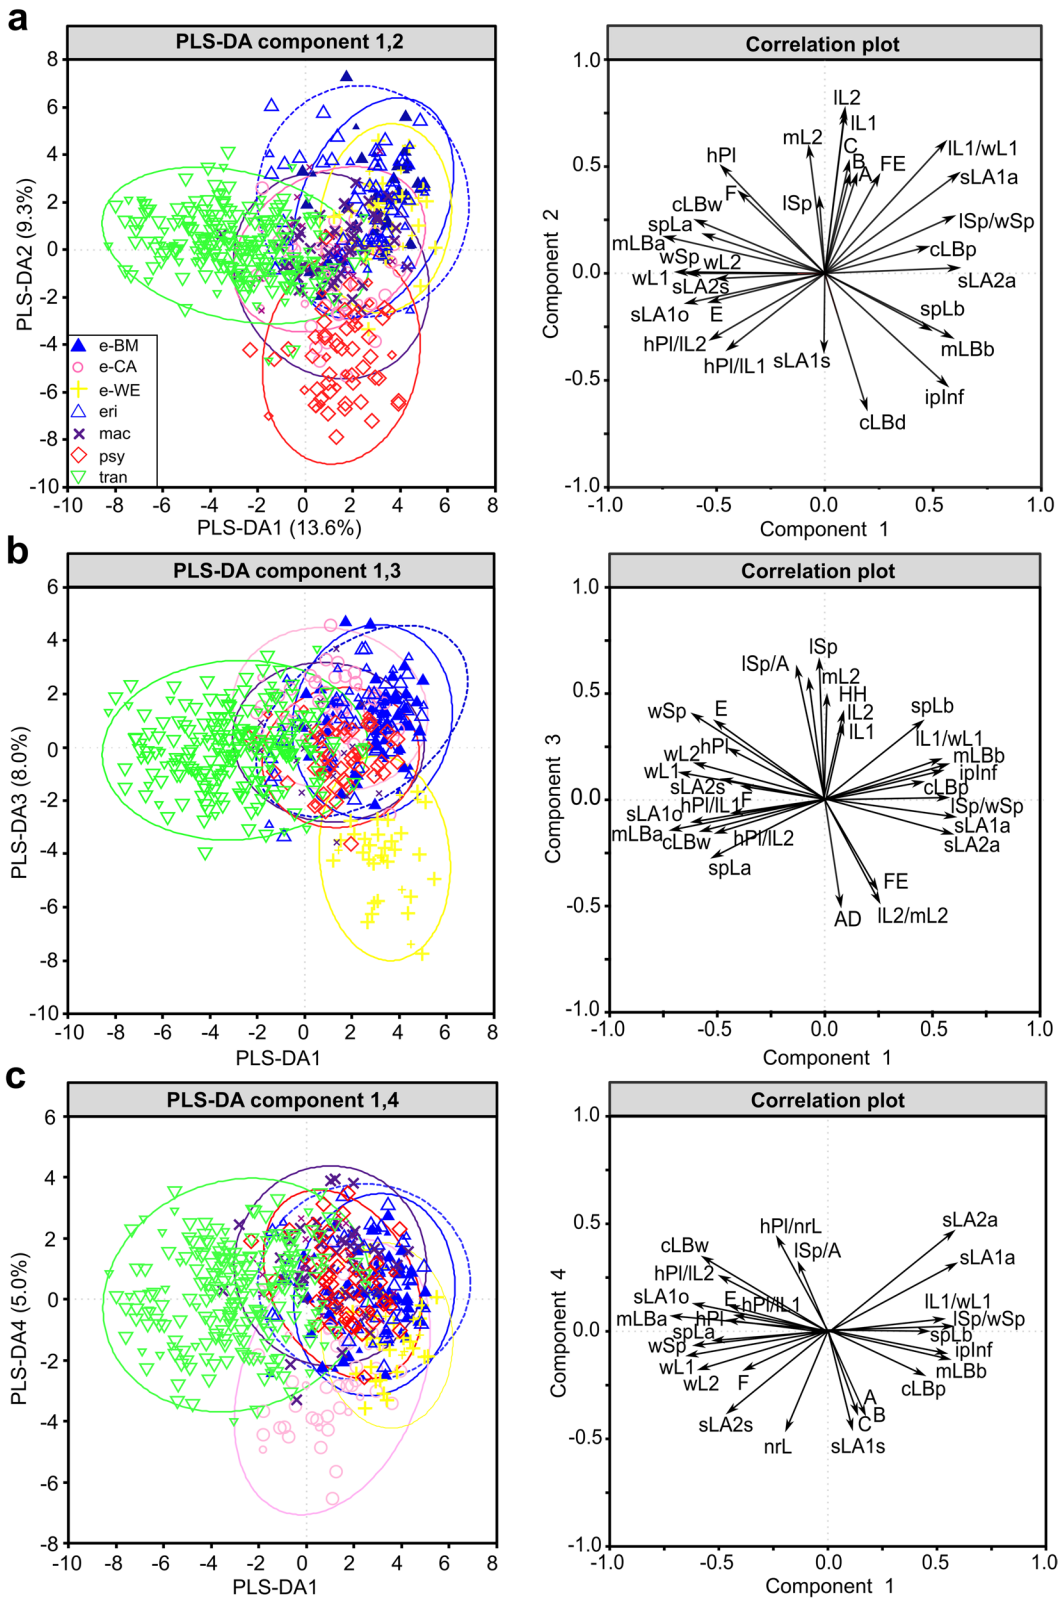 a
PLS-DA component 1,2
8
6
4
2
0
-2
-4
-6
-8
-10
PLS-DA2 (9.3%)
e-BM
e-CA
e-WE
eri
mac
psy
tran
-10 -8 -6 -4 -2 0 2 4 6 8
PLS-DA1 (13.6%)
Correlation plot
1.0
0.5
0.0
-0.5
-1.0
Component 2
lL2
lL1
mL2
C
B
A
FE
lL1/wL1
hPl
sLA1a
F
lSp
cLBw
lSp/wSp
spLa
mLBa
cLBp
wSp
wL2
wL1
sLA2s
sLA2a
sLA1o
E
spLb
hPl/lL2
mLBb
hPl/lL1
sLA1s
ipInf
cLBd
-1.0 -0.5 0.0 0.5 1.0
Component 1
b
PLS-DA component 1,3
6
4
2
0
-2
-4
-6
-8
-10
PLS-DA3 (8.0%)
-10 -8 -6 -4 -2 0 2 4 6 8
PLS-DA1
Correlation plot
1.0
0.5
0.0
-0.5
-1.0
Component 3
lSp
lSp/A
mL2
HH
wSp
E
lL2
spLb
lL1
lL1/wL1
hPl
wL2
mLBb
wL1
ipInf
sLA2s
F
cLBp
hPl/lL1
lSp/wSp
sLA1o
sLA1a
mLBa
cLBw
hPl/lL2
sLA2a
spLa
FE
AD
lL2/mL2
-1.0 -0.5 0.0 0.5 1.0
Component 1
c
PLS-DA component 1,4
6
4
2
0
-2
-4
-6
-8
PLS-DA4 (5.0%)
-10 -8 -6 -4 -2 0 2 4 6 8
PLS-DA1
Correlation plot
1.0
0.5
0.0
-0.5
-1.0
Component 4
hPl/nrL
sLA2a
cLBw
lSp/A
sLA1a
hPl/lL2
sLA1o
E
hPl/lL1
lL1/wL1
mLBa
hPl
lSp/wSp
spLa
spLb
wSp
ipInf
wL1
mLBb
wL2
F
cLBp
A
B
C
sLA2s
nrL
sLA1s
-1.0 -0.5 0.0 0.5 1.0
Component 1